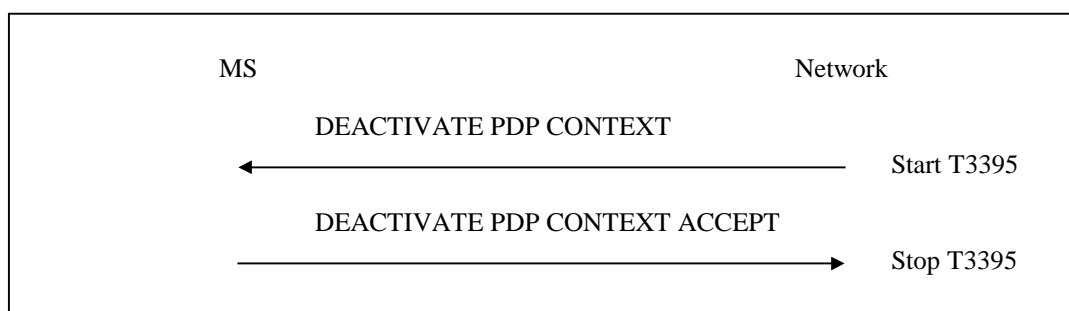 MS Network
DEACTIVATE PDP CONTEXT
Start T3395
DEACTIVATE PDP CONTEXT ACCEPT
Stop T3395